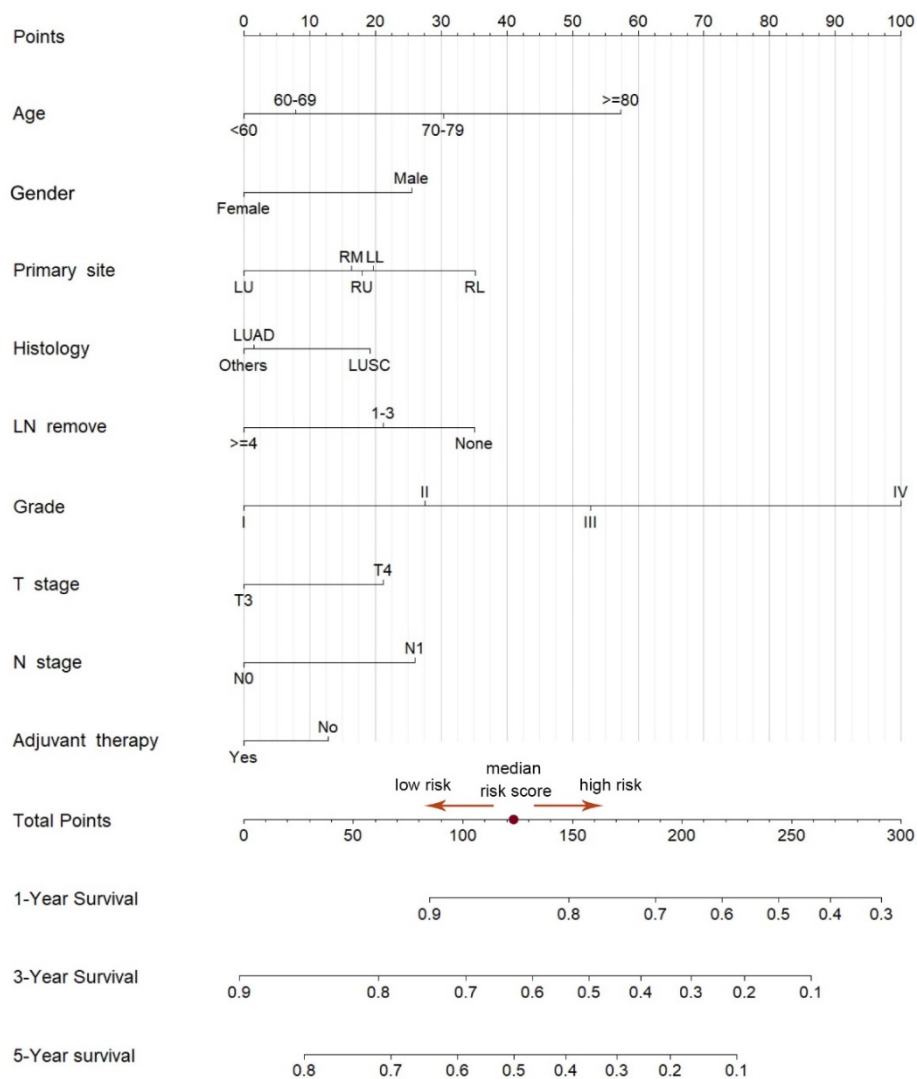 Points 0 10 20 30 40 50 60 70 80 90 100
60-69 >=80
Age
<60 70-79
Male
Gender
Female
RM LL
Primary site
LU RU RL
LUAD
Histology
Others LUSC
1-3
LN remove
>=4 None
II IV
Grade
I III
T4
T stage
T3
N1
N stage
N0
No
Adjuvant therapy
Yes
low risk median risk score high risk
Total Points
0 50 100 150 200 250 300
1-Year Survival
0.9 0.8 0.7 0.6 0.5 0.4 0.3
3-Year Survival
0.9 0.8 0.7 0.6 0.5 0.4 0.3 0.2 0.1
5-Year survival
0.8 0.7 0.6 0.5 0.4 0.3 0.2 0.1